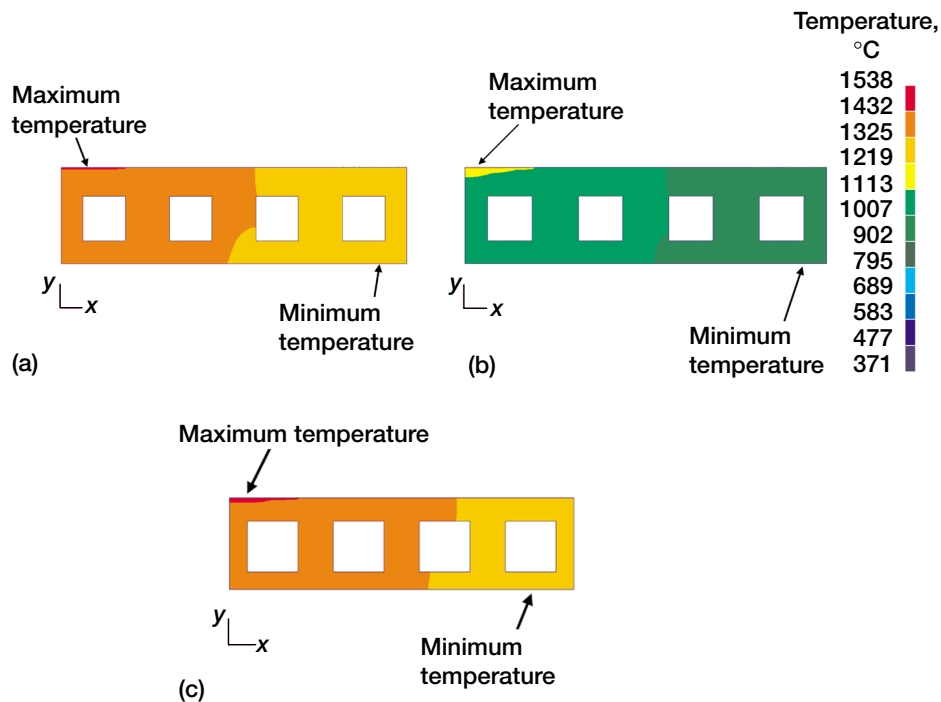 Maximum
temperature
Minimum
temperature
y
x
(a)
Maximum
temperature
Minimum
temperature
y
x
(b)
Temperature,
°C
1538
1432
1325
1219
1113
1007
902
795
689
583
477
371
Maximum temperature
Minimum
temperature
y
x
(c)